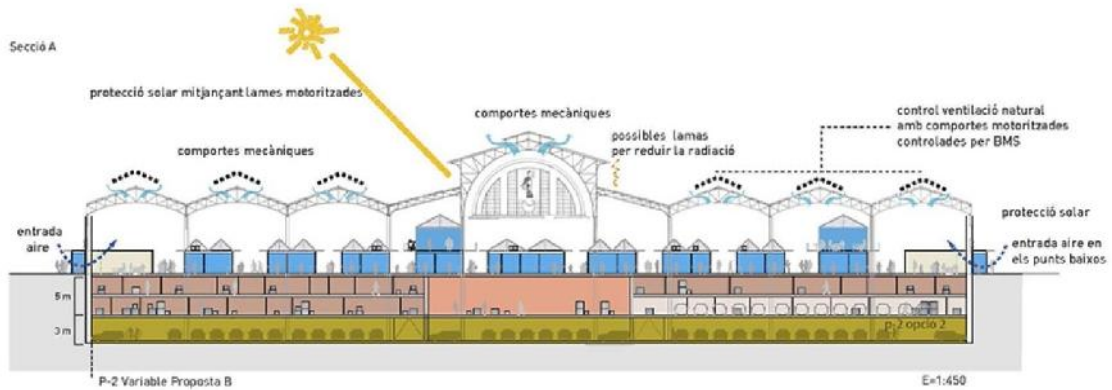 Secció A
protecció solar mitjançant lames motoritzades
comportes mecàniques
comportes mecàniques
possibles lamas
per reduir la radiació
control ventilació natural
amb comportes motoritzades
controlades per BMS
entrada
aire
protecció solar
entrada aire en
els punts baixos
5 m
3 m
p-2 opció 2
P-2 Variable Proposta B
E=1:450